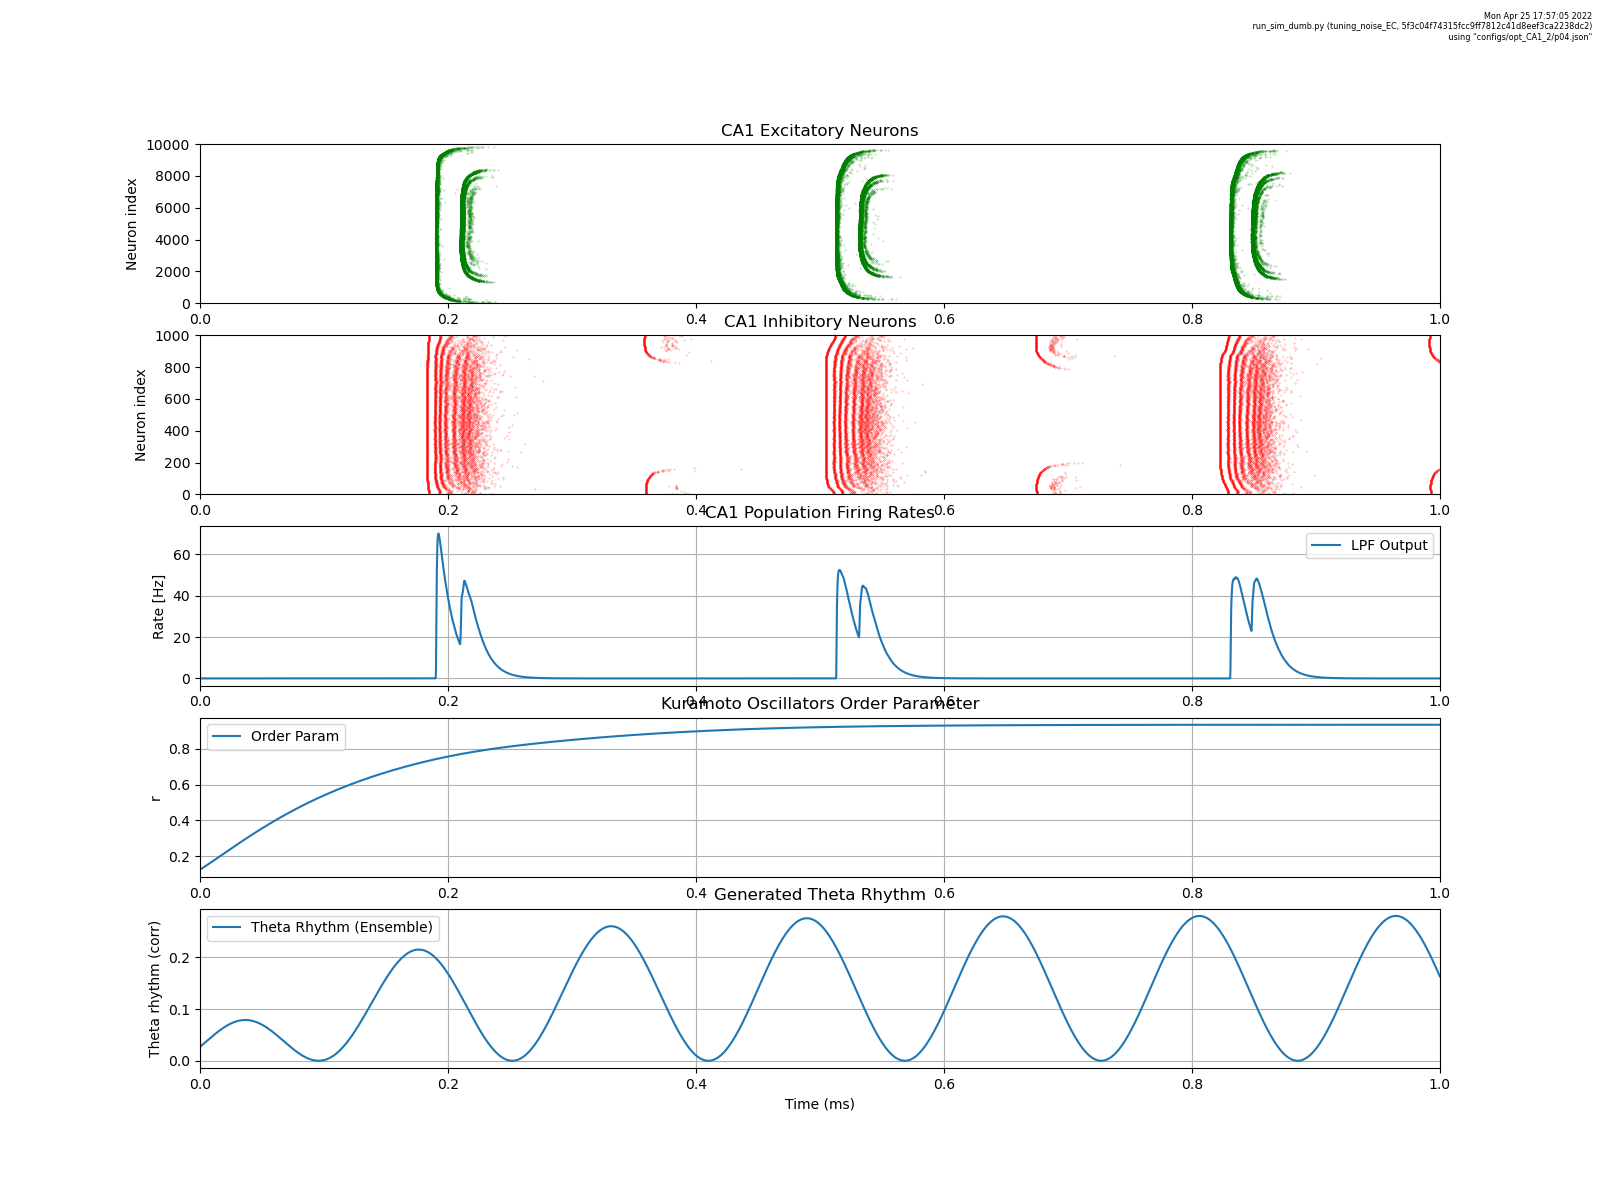 Mon Apr 25 17:57:05 2022
run_sim_dumb.py (tuning_noise_EC, 5f3c04f74315fcc9ff7812c41d8eef3ca2238dc2)
using "configs/opt_CA1_2/p04.json"
CA1 Excitatory Neurons
Neuron index
10000
8000
6000
4000
2000
0
0.0 0.2 0.4 0.6 0.8 1.0
CA1 Inhibitory Neurons
Neuron index
1000
800
600
400
200
0
0.0 0.2 0.4 0.6 0.8 1.0
CA1 Population Firing Rates
Rate [Hz]
LPF Output
60
40
20
0
0.0 0.2 0.4 0.6 0.8 1.0
Kuramoto Oscillators Order Parameter
r
Order Param
0.8
0.6
0.4
0.2
0.0 0.2 0.4 0.6 0.8 1.0
Generated Theta Rhythm
Theta rhythm (corr)
Theta Rhythm (Ensemble)
0.2
0.1
0.0
0.0 0.2 0.4 0.6 0.8 1.0
Time (ms)